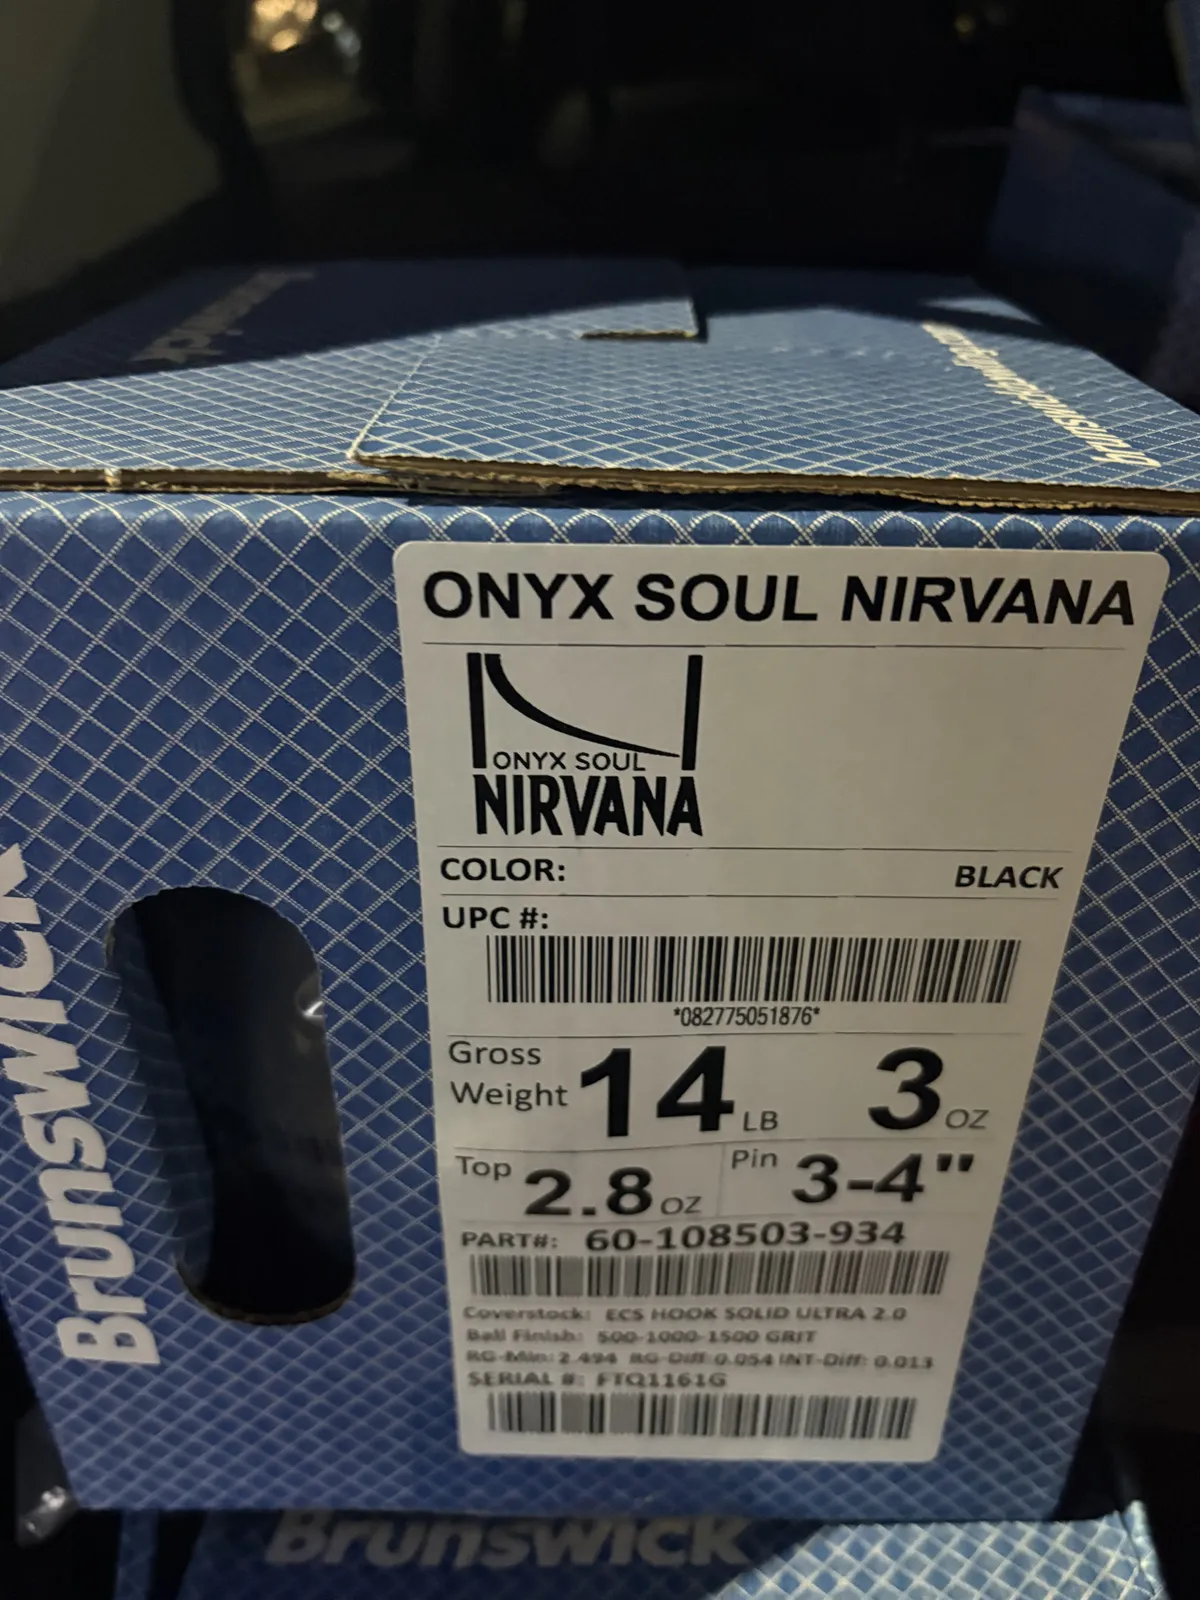 ONYX SOUL NIRVANA
ONYX SOUL
NIRVANA
COLOR: BLACK
UPC #:
*082775051876*
Gross Weight 14 LB 3 OZ
Top 2.8 OZ Pin 3-4"
PART#: 60-108503-934
Coverstock: ECS HOOK SOLID ULTRA 2.0
Ball Finish: 500-1000-1500 GRIT
RG-Min: 2.494 RG-Diff: 0.054 INT-Diff: 0.013
SERIAL #: FTQ1161G
Brunswick
Brunswick